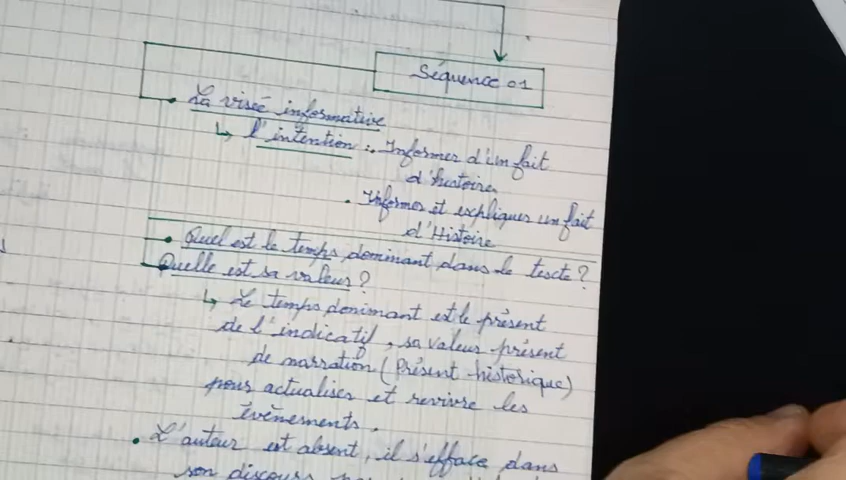 Séquence 01
La viseé informative
l'intention : . Informer d'un fait
d'histoire
. Informer et expliquer un fait
d'Histoire
Quel est le temps dominant dans le texte ?
Quelle est sa valeur ?
Le temps dominant est le présent
de l'indicatif, sa valeur présent
de narration (Présent historique)
pour actualiser et revivre les
évènements.
L'auteur est absent, il s'efface dans
son discours